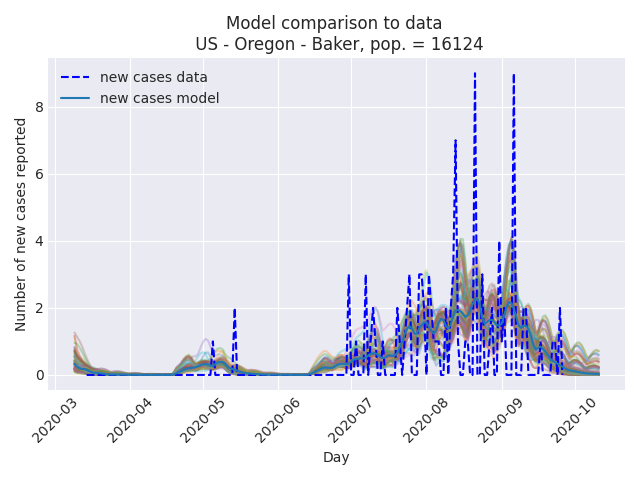 Model comparison to data
US - Oregon - Baker, pop. = 16124
new cases data
new cases model
Number of new cases reported
8
6
4
2
0
2020-03
2020-04
2020-05
2020-06
2020-07
2020-08
2020-09
2020-10
Day